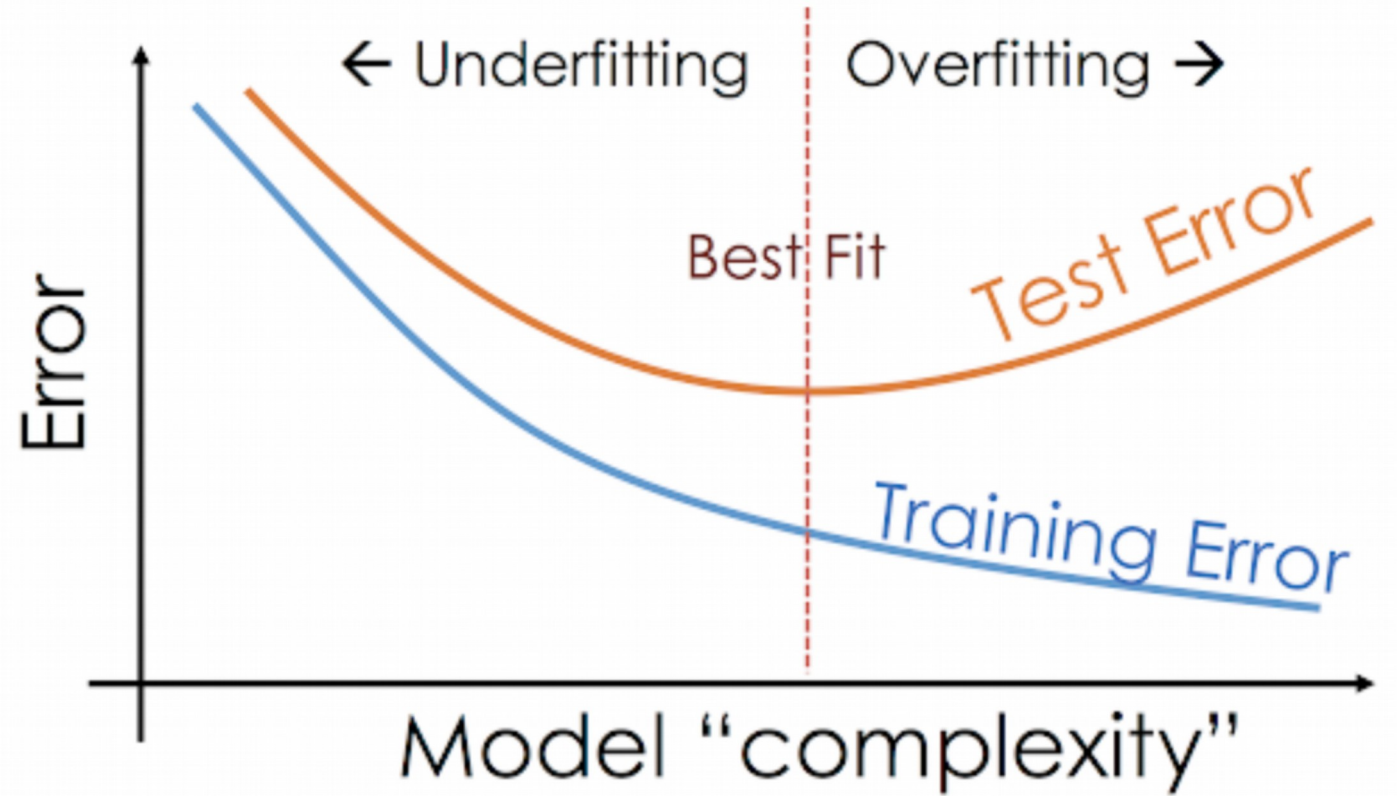 ← Underfitting
Overfitting →
Best Fit
Test Error
Error
Training Error
Model “complexity”